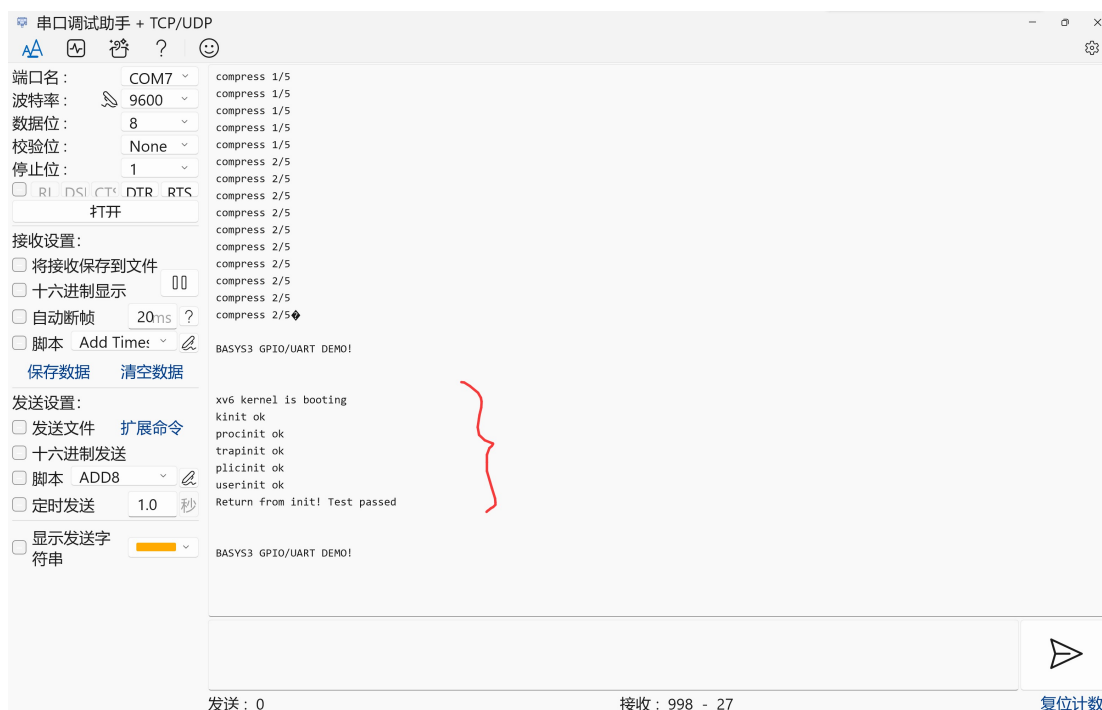 串口调试助手 + TCP/UDP
端口名：
COM7
波特率：
9600
数据位：
8
校验位：
None
停止位：
1
RI DSI CTS DTR RTS
打开
接收设置:
将接收保存到文件
十六进制显示
自动断帧
20ms ?
脚本
Add Times
保存数据 清空数据
发送设置:
发送文件 扩展命令
十六进制发送
脚本 ADD8
定时发送 1.0 秒
显示发送字
符串
compress 1/5
compress 1/5
compress 1/5
compress 1/5
compress 1/5
compress 2/5
compress 2/5
compress 2/5
compress 2/5
compress 2/5
compress 2/5
compress 2/5
compress 2/5
compress 2/5
compress 2/5�
BASYS3 GPIO/UART DEMO!
xv6 kernel is booting
kinit ok
procinit ok
trapinit ok
plicinit ok
userinit ok
Return from init! Test passed
BASYS3 GPIO/UART DEMO!
发送：0
接收：998 - 27
复位计数